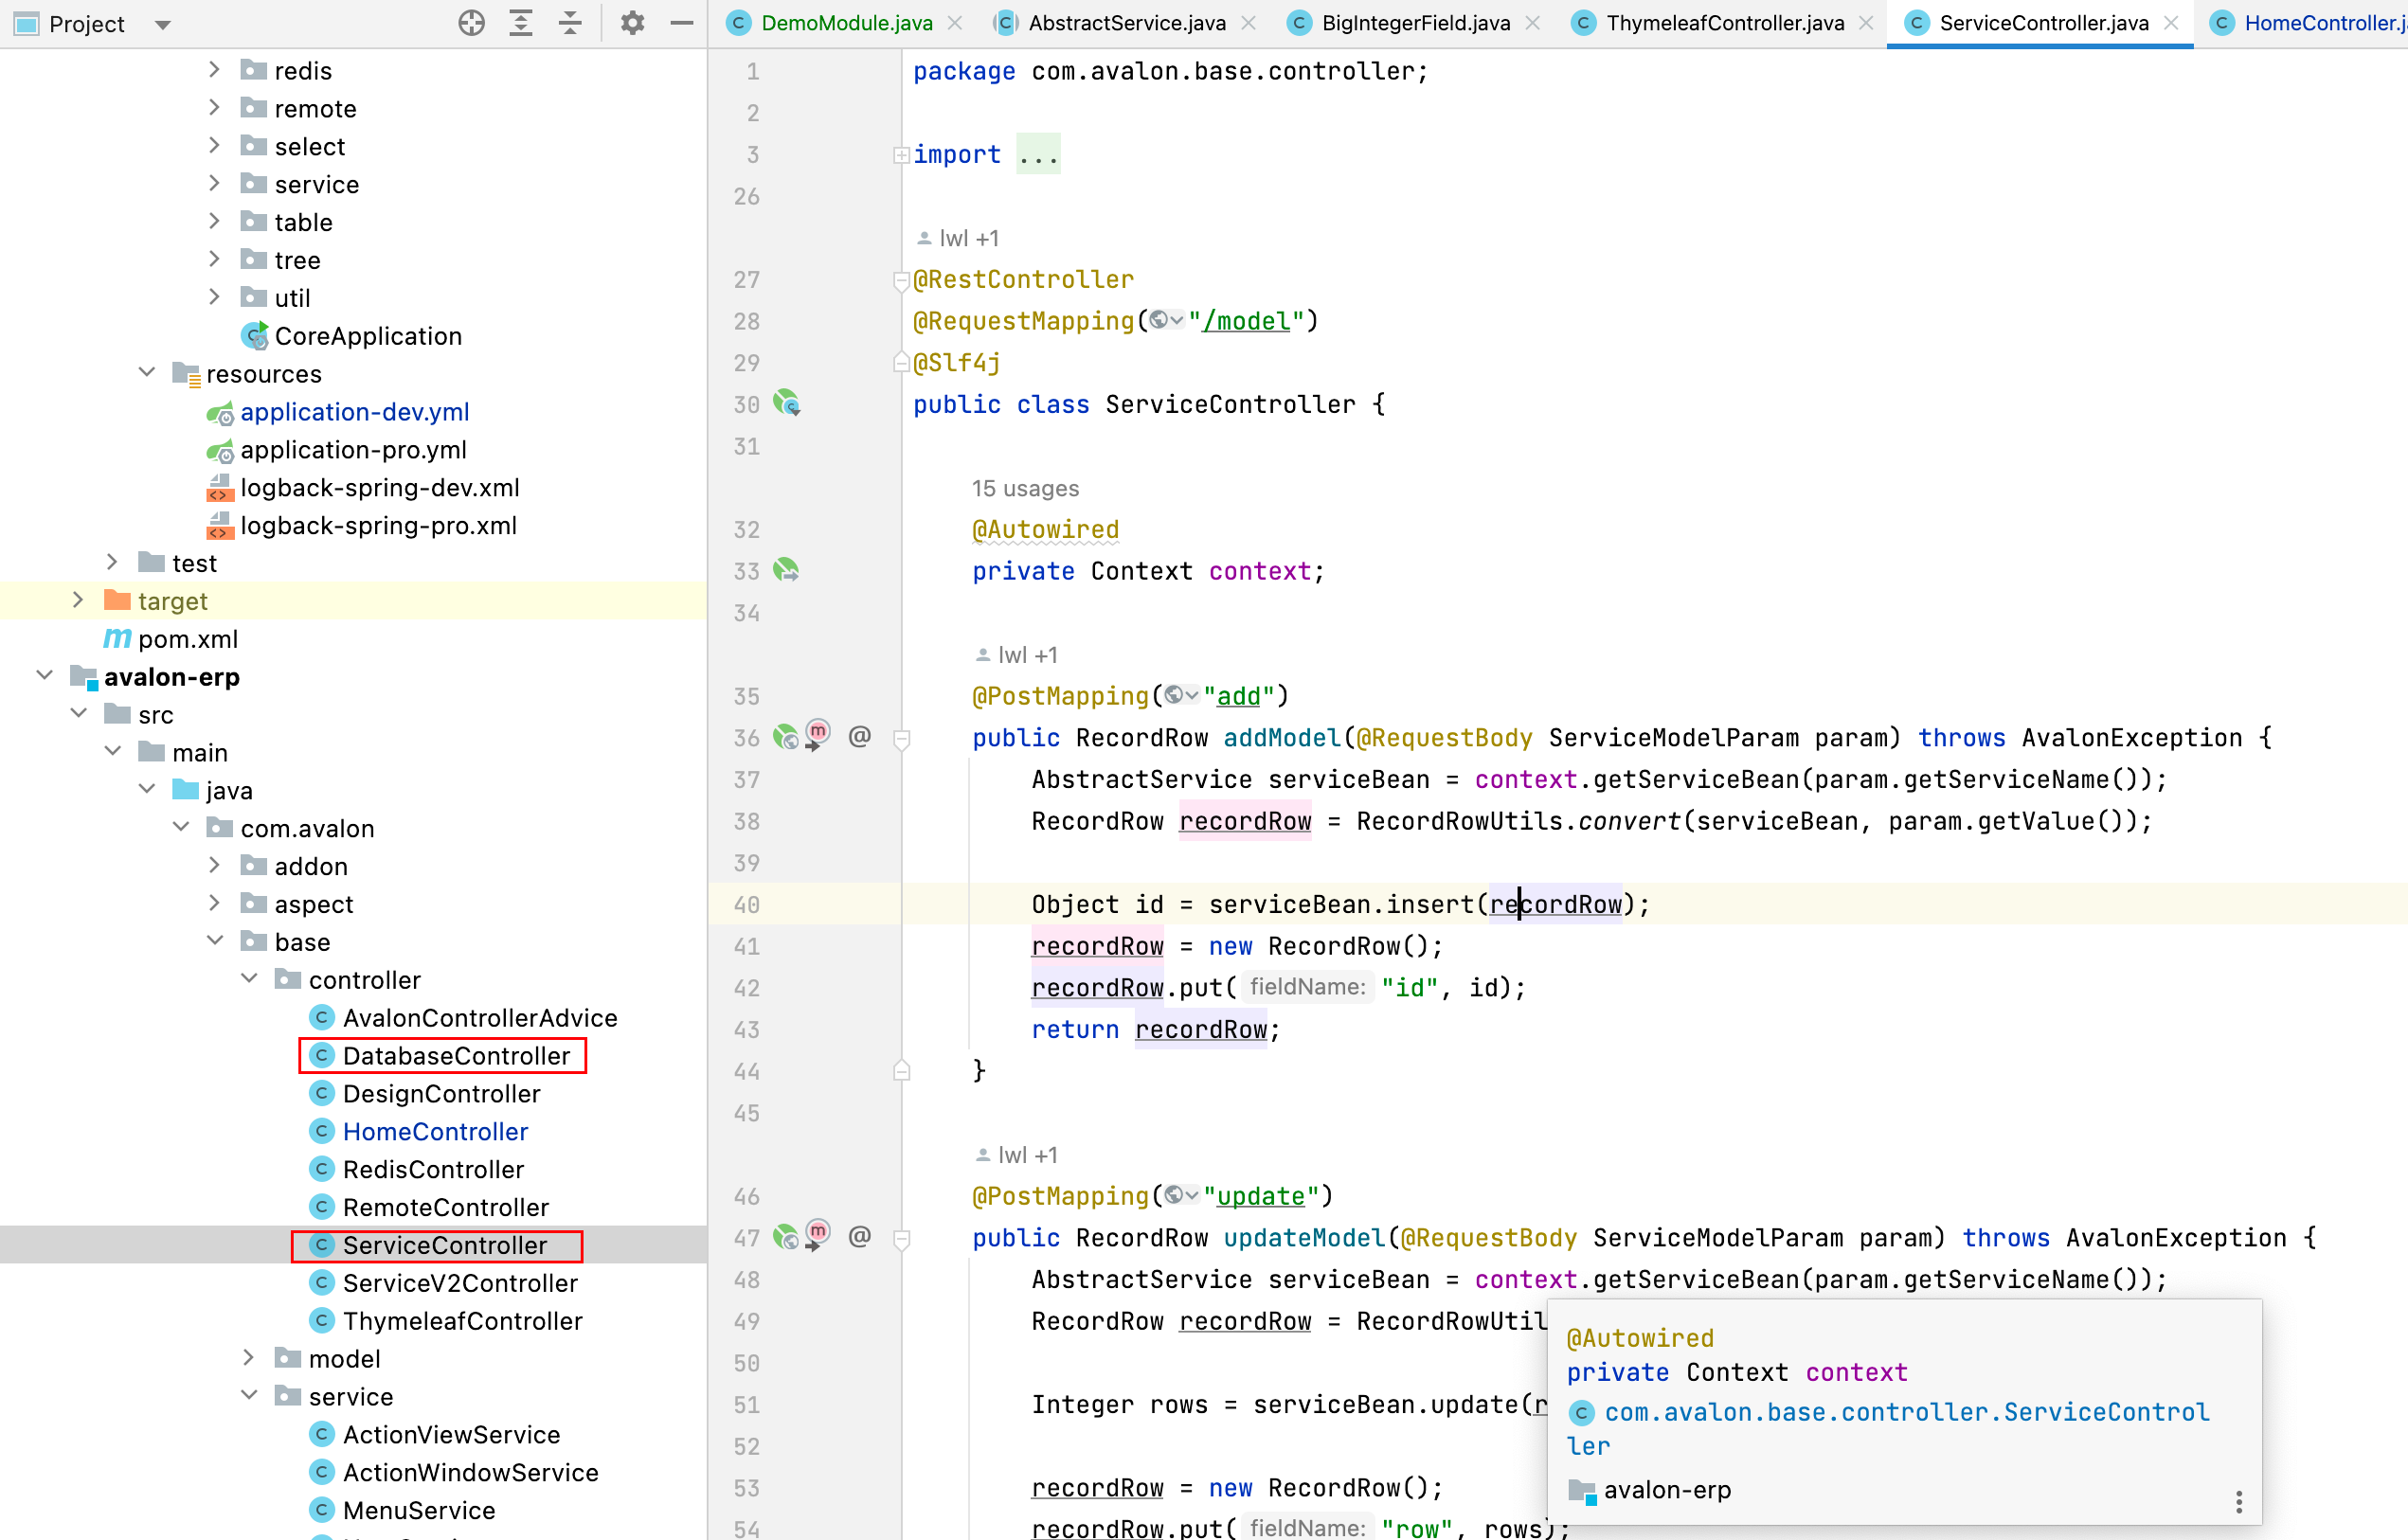 Project
redis
remote
select
service
table
tree
util
CoreApplication
resources
application-dev.yml
application-pro.yml
logback-spring-dev.xml
logback-spring-pro.xml
test
target
pom.xml
avalon-erp
src
main
java
com.avalon
addon
aspect
base
controller
AvalonControllerAdvice
DatabaseController
DesignController
HomeController
RedisController
RemoteController
ServiceController
ServiceV2Controller
ThymeleafController
model
service
ActionViewService
ActionWindowService
MenuService
DemoModule.java AbstractService.java BigIntegerField.java ThymeleafController.java ServiceController.java HomeController.j
1 package com.avalon.base.controller;
2
3 import ...
26
lwl +1
27 @RestController
28 @RequestMapping("/model")
29 @Slf4j
30 public class ServiceController {
31
15 usages
32 @Autowired
33 private Context context;
34
lwl +1
35 @PostMapping("add")
36 public RecordRow addModel(@RequestBody ServiceModelParam param) throws AvalonException {
37 AbstractService serviceBean = context.getServiceBean(param.getServiceName());
38 RecordRow recordRow = RecordRowUtils.convert(serviceBean, param.getValue());
39
40 Object id = serviceBean.insert(recordRow);
41 recordRow = new RecordRow();
42 recordRow.put( fieldName: "id", id);
43 return recordRow;
44 }
45
lwl +1
46 @PostMapping("update")
47 public RecordRow updateModel(@RequestBody ServiceModelParam param) throws AvalonException {
48 AbstractService serviceBean = context.getServiceBean(param.getServiceName());
49 RecordRow recordRow = RecordRowUtil
50
51 Integer rows = serviceBean.update(r
52
53 recordRow = new RecordRow();
54 recordRow.put( fieldName: "row", rows);
@Autowired
private Context context
com.avalon.base.controller.ServiceControl
ler
avalon-erp